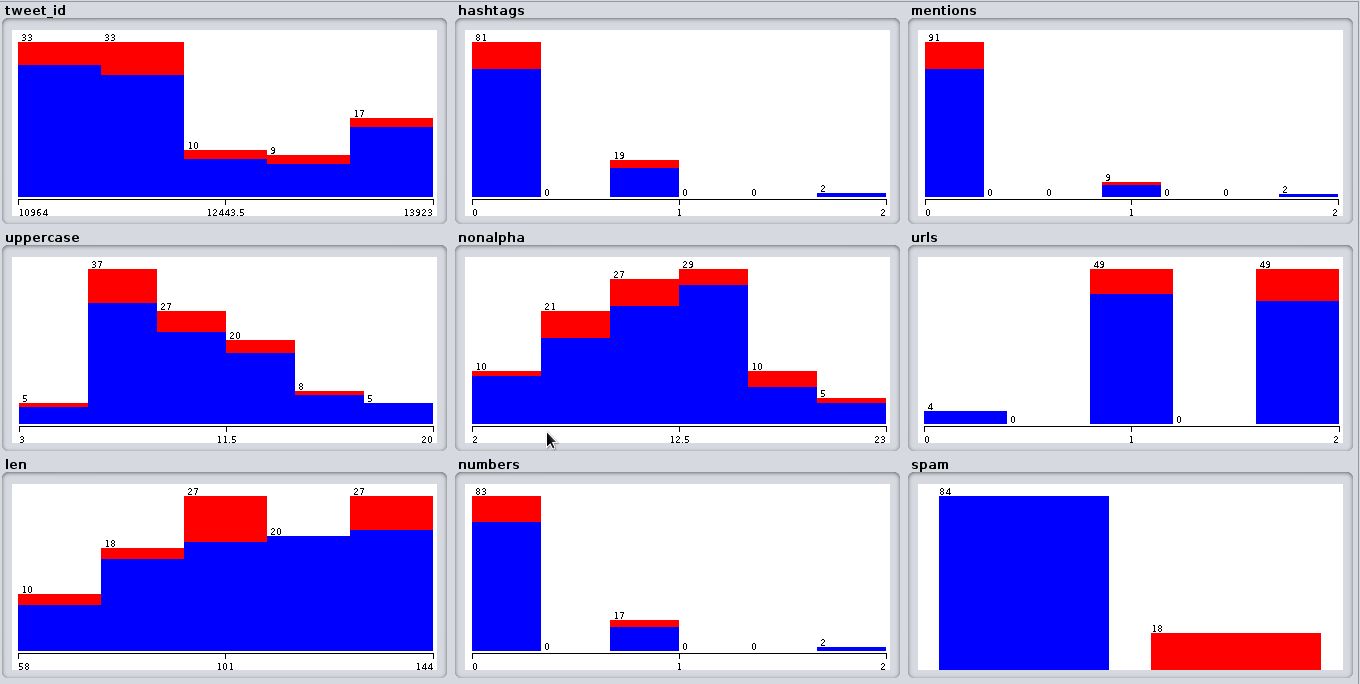 tweet_id
33 33
10 9 17
10964 12443.5 13923
hashtags
81
0 19 0 0 2
0 1 2
mentions
91
0 0 9 0 0 2
0 1 2
uppercase
37
27
20
5 8 5
3 11.5 20
nonalpha
29
27
21
10 10
5
2 12.5 23
urls
49 49
4 0 0
0 1 2
len
27 27
18 20
10
58 101 144
numbers
83
17
0 0 0 2
0 1 2
spam
84
18